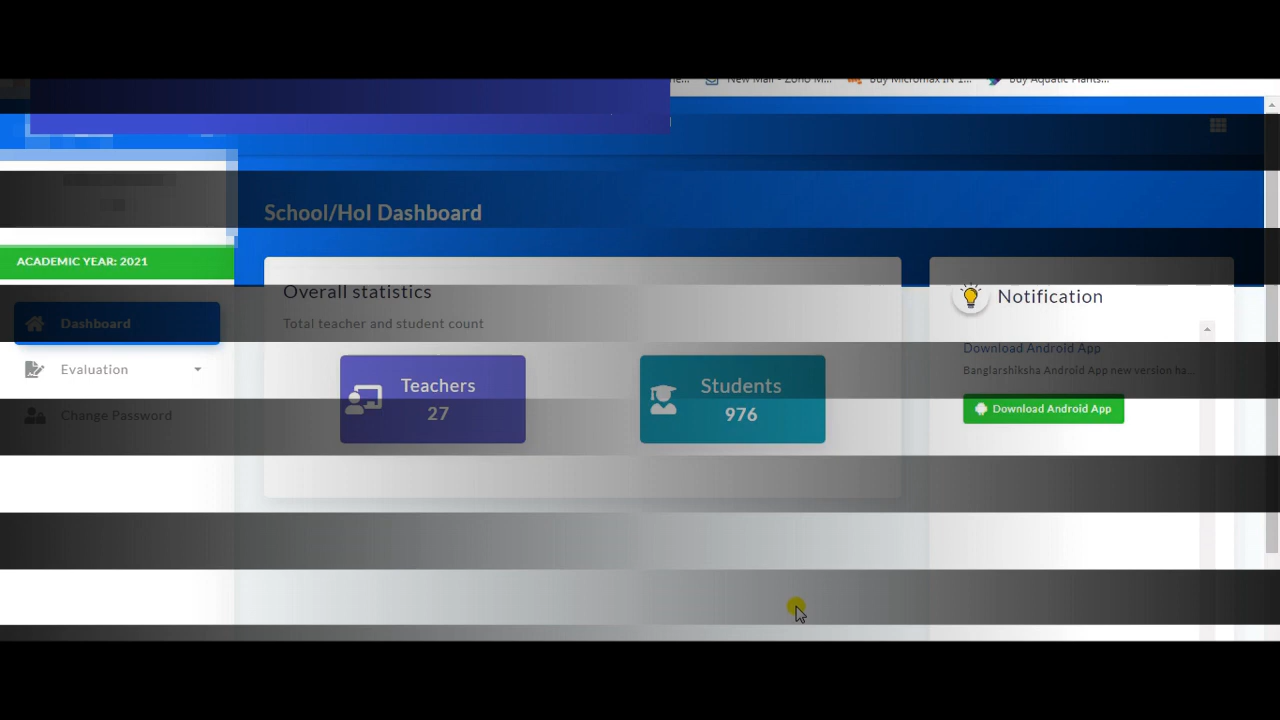 New Mail - Zoho M...
Buy Micromax IN 1...
Buy Aquatic Plants...
School/HoI Dashboard
ACADEMIC YEAR: 2021
Dashboard
Evaluation
Change Password
Overall statistics
Total teacher and student count
Teachers
27
Students
976
Notification
Download Android App
Banglarshiksha Android App new version ha...
Download Android App